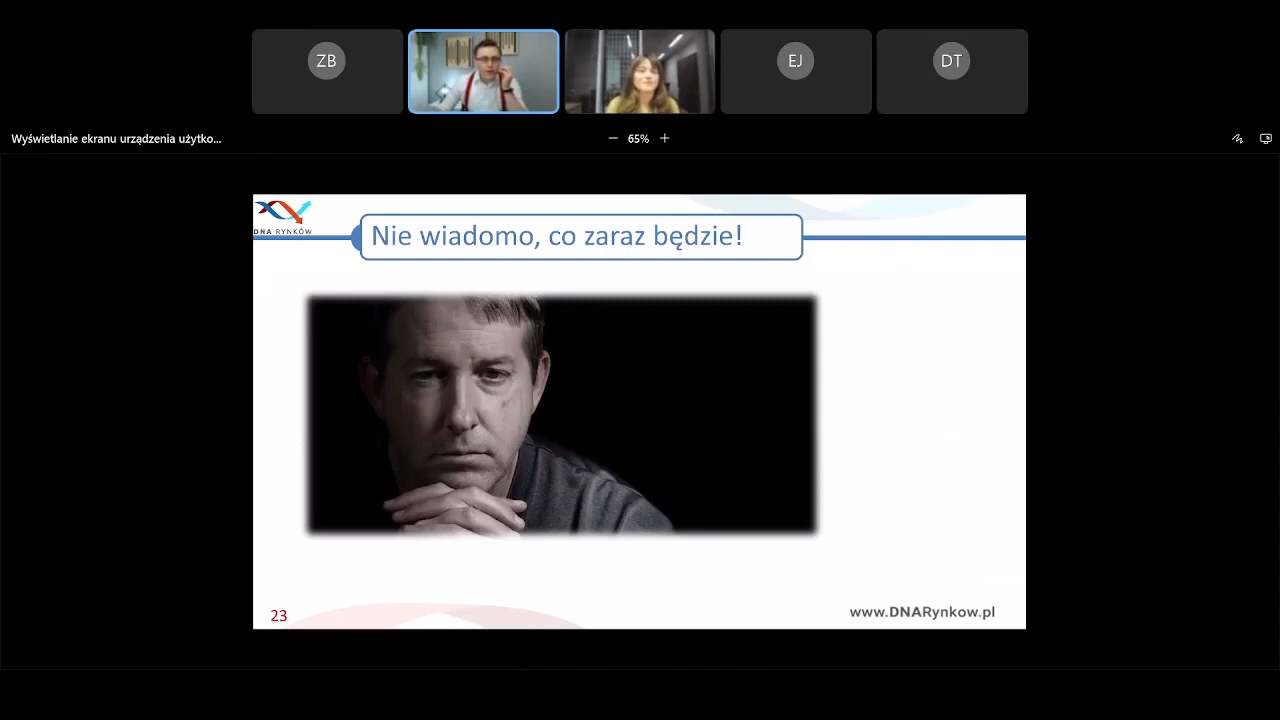 ZB
EJ
DT
Wyświetlanie ekranu urządzenia użytko...
65%
DNA RYNKÓW
Nie wiadomo, co zaraz będzie!
23
www.DNARynkow.pl